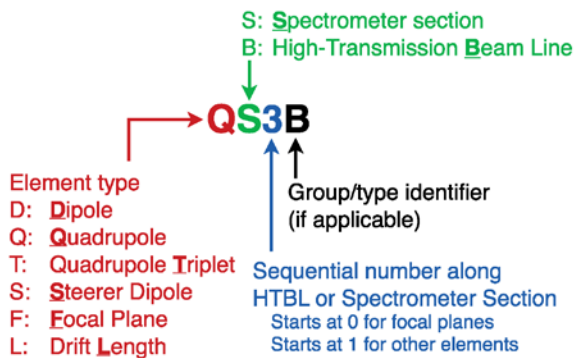 S: Spectrometer section
B: High-Transmission Beam Line
QS3B
Element type
D: Dipole
Q: Quadrupole
T: Quadrupole Triplet
S: Steerer Dipole
F: Focal Plane
L: Drift Length
Group/type identifier
(if applicable)
Sequential number along
HTBL or Spectrometer Section
Starts at 0 for focal planes
Starts at 1 for other elements